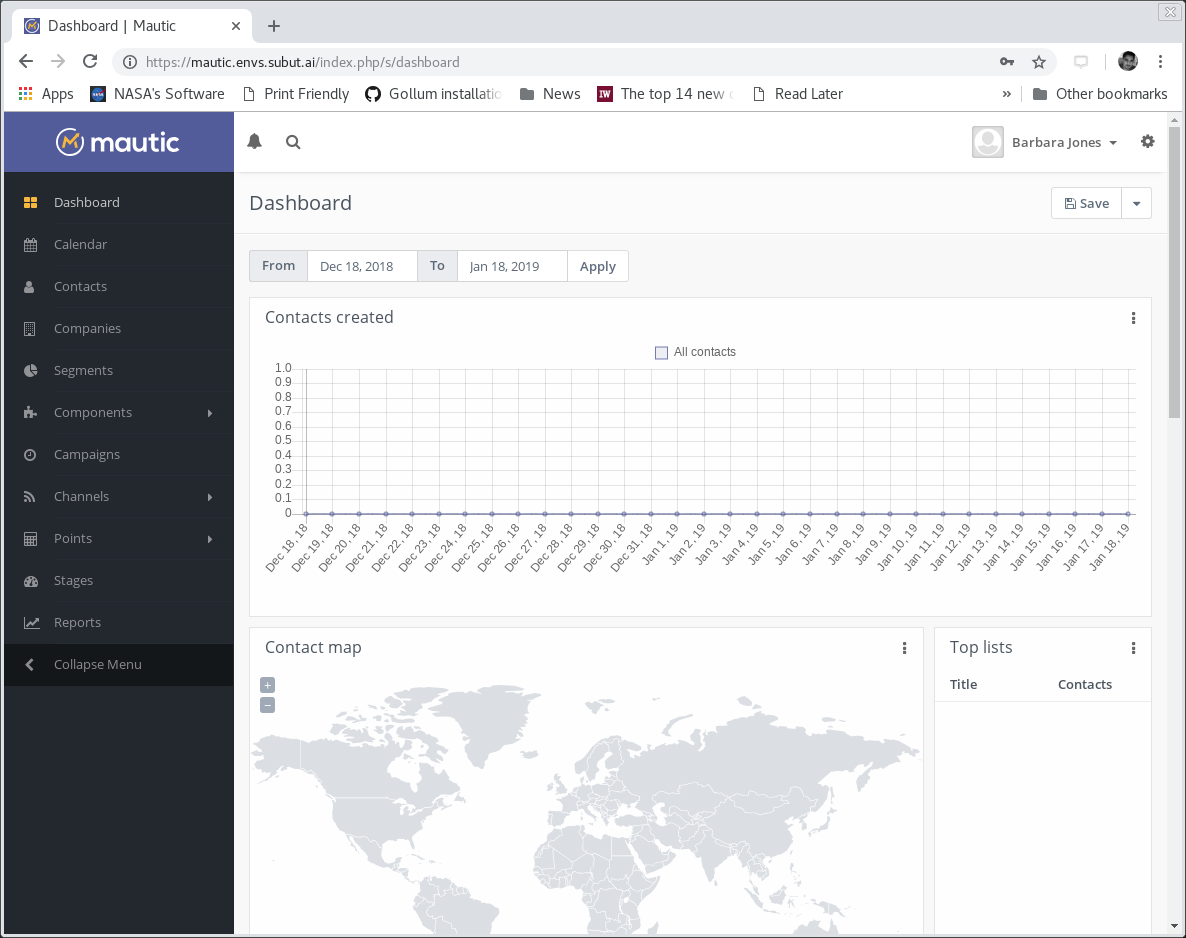 Dashboard | Mautic
https://mautic.envs.subut.ai/index.php/s/dashboard
Apps NASA's Software Print Friendly Gollum installatio News The top 14 new Read Later » Other bookmarks
mautic
Barbara Jones
Dashboard
Calendar
Contacts
Companies
Segments
Components
Campaigns
Channels
Points
Stages
Reports
Collapse Menu
Dashboard
Save
From Dec 18, 2018 To Jan 18, 2019 Apply
Contacts created
All contacts
1.0
0.9
0.8
0.7
0.6
0.5
0.4
0.3
0.2
0.1
0
Dec 18, 18
Dec 19, 18
Dec 20, 18
Dec 21, 18
Dec 22, 18
Dec 23, 18
Dec 24, 18
Dec 25, 18
Dec 26, 18
Dec 27, 18
Dec 28, 18
Dec 29, 18
Dec 30, 18
Dec 31, 18
Jan 1, 19
Jan 2, 19
Jan 3, 19
Jan 4, 19
Jan 5, 19
Jan 6, 19
Jan 7, 19
Jan 8, 19
Jan 9, 19
Jan 10, 19
Jan 11, 19
Jan 12, 19
Jan 13, 19
Jan 14, 19
Jan 15, 19
Jan 16, 19
Jan 17, 19
Jan 18, 19
Contact map
+
−
Top lists
Title Contacts